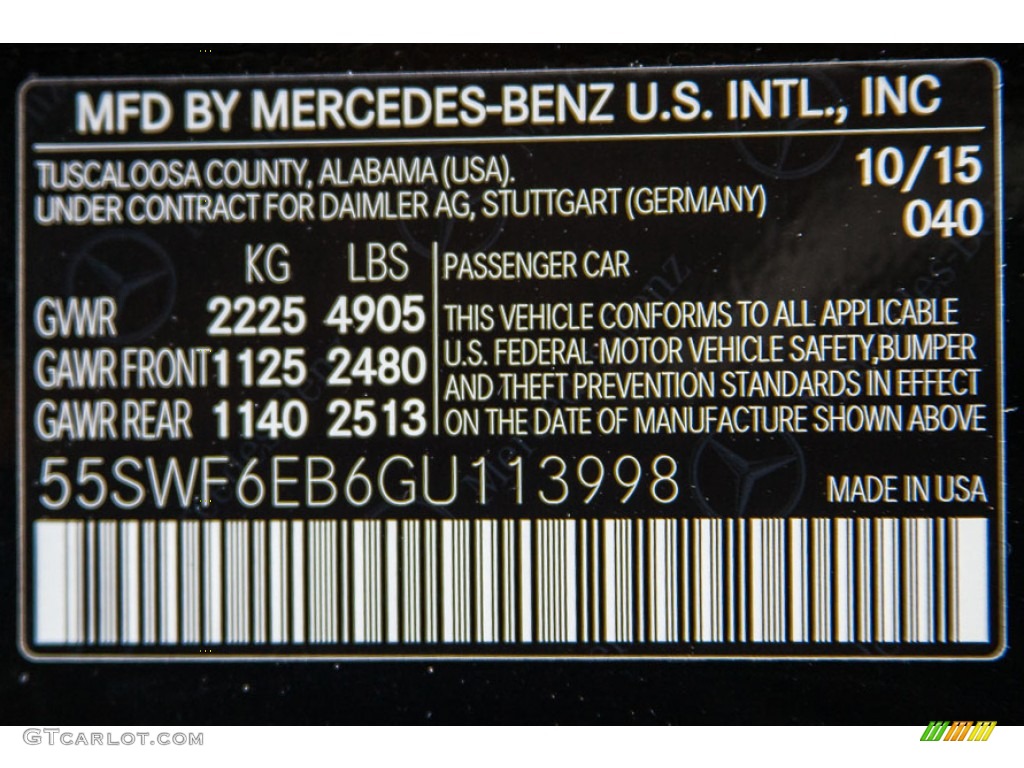 MFD BY MERCEDES-BENZ U.S. INTL., INC
TUSCALOOSA COUNTY, ALABAMA (USA). 10/15
UNDER CONTRACT FOR DAIMLER AG, STUTTGART (GERMANY) 040
KG LBS PASSENGER CAR
GVWR 2225 4905 THIS VEHICLE CONFORMS TO ALL APPLICABLE
U.S. FEDERAL MOTOR VEHICLE SAFETY,BUMPER
GAWR FRONT 1125 2480 AND THEFT PREVENTION STANDARDS IN EFFECT
GAWR REAR 1140 2513 ON THE DATE OF MANUFACTURE SHOWN ABOVE
55SWF6EB6GU113998 MADE IN USA
GTCARLOT.COM